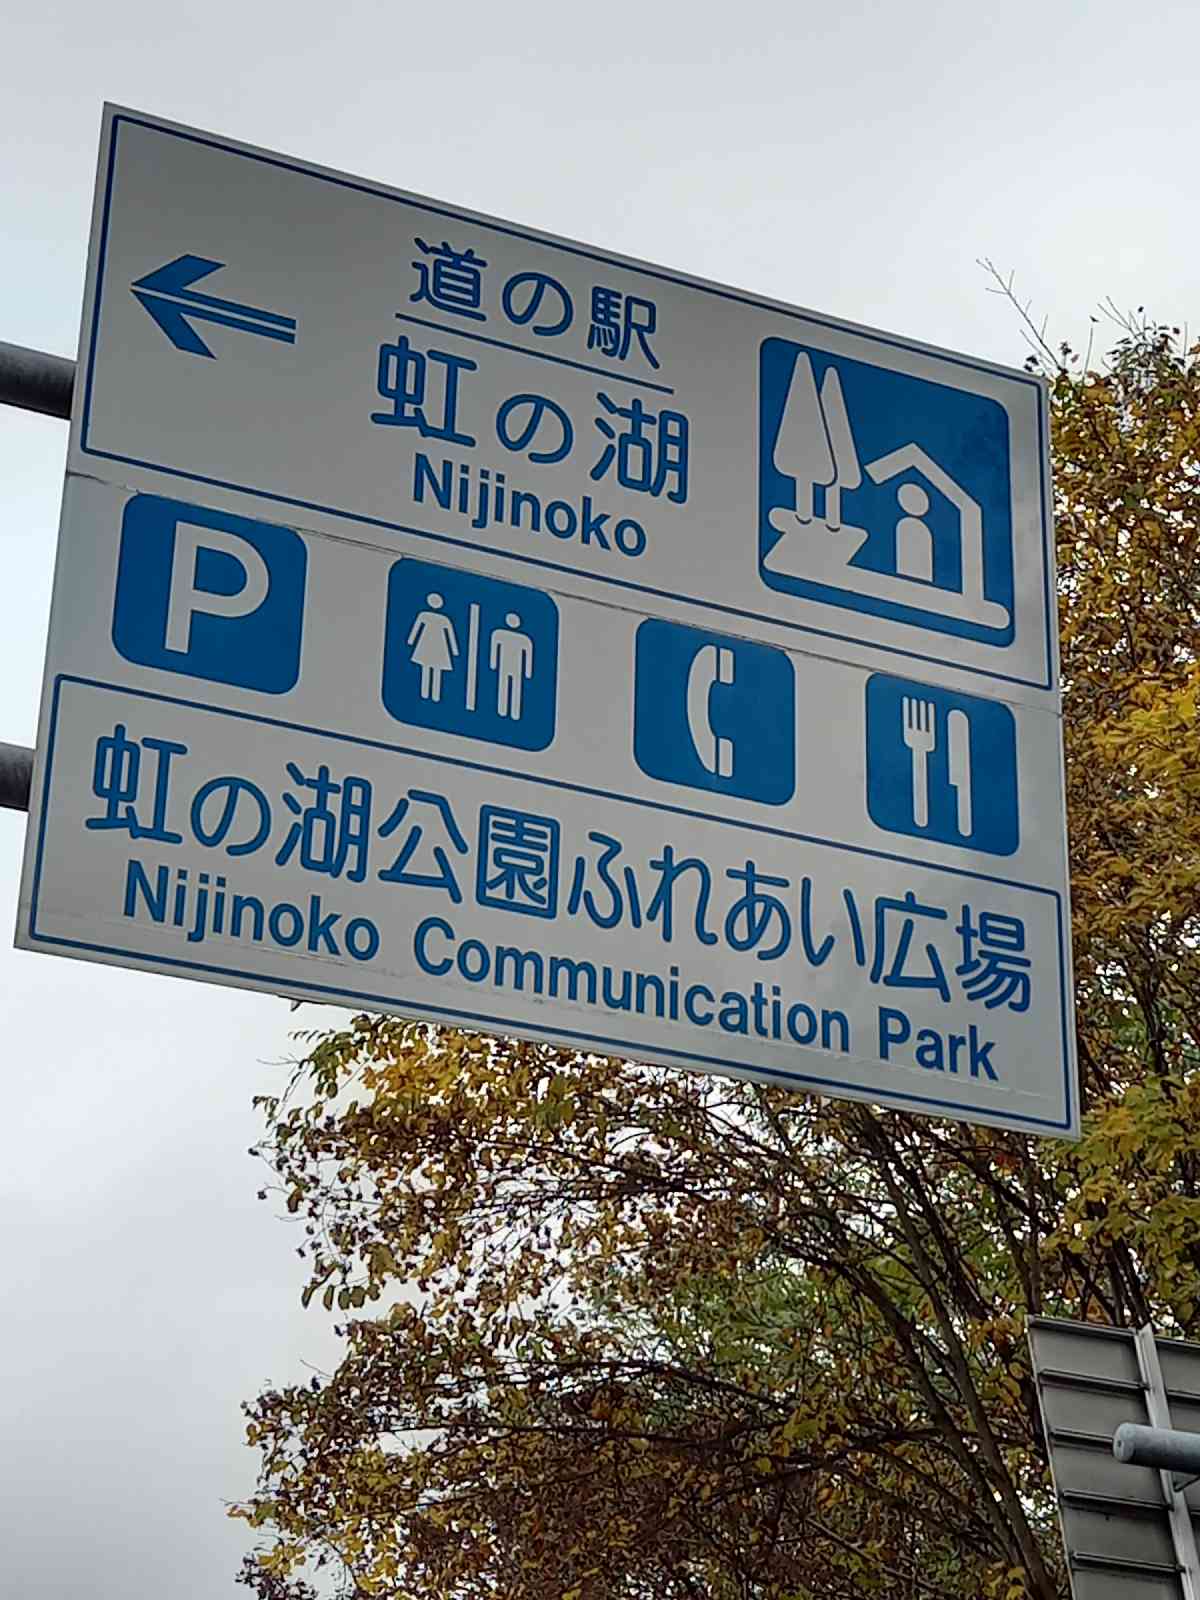 道の駅
虹の湖
Nijinoko
P
虹の湖公園ふれあい広場
Nijinoko Communication Park